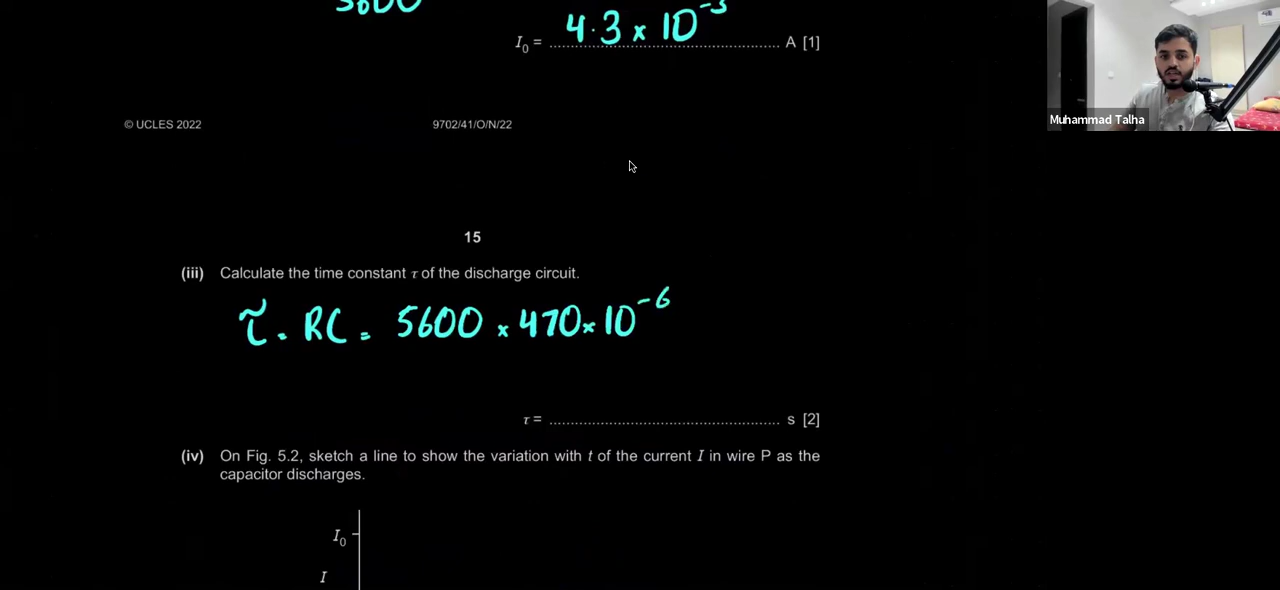 5600
4.3 × 10⁻³
I₀ = ................................................ A [1]
Muhammad Talha
© UCLES 2022 9702/41/O/N/22
15
(iii) Calculate the time constant τ of the discharge circuit.
τ = RC = 5600 × 470 × 10⁻⁶
τ = ................................................ s [2]
(iv) On Fig. 5.2, sketch a line to show the variation with t of the current I in wire P as the
capacitor discharges.
I₀
I